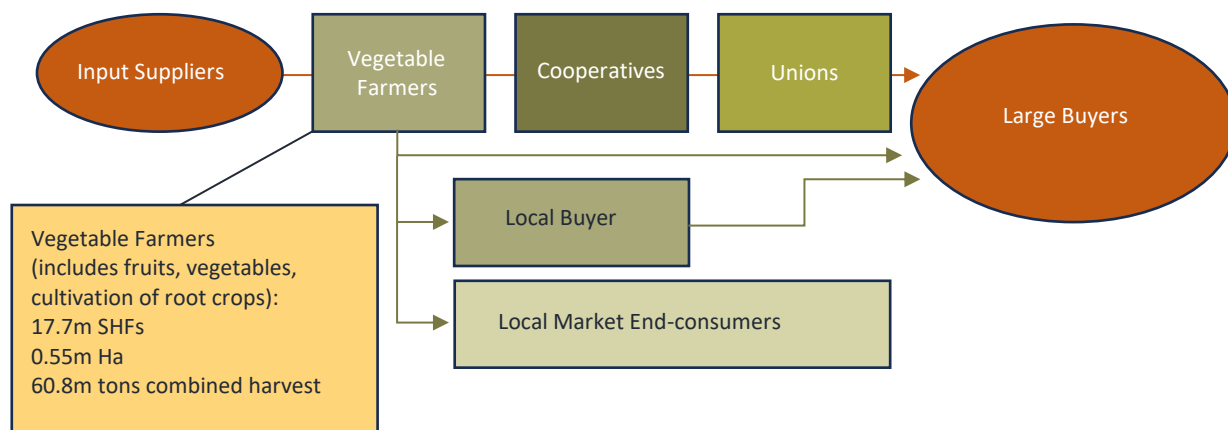 Input Suppliers
Vegetable
Farmers
Cooperatives
Unions
Large Buyers
Local Buyer
Local Market End-consumers
Vegetable Farmers
(includes fruits, vegetables,
cultivation of root crops):
17.7m SHFs
0.55m Ha
60.8m tons combined harvest